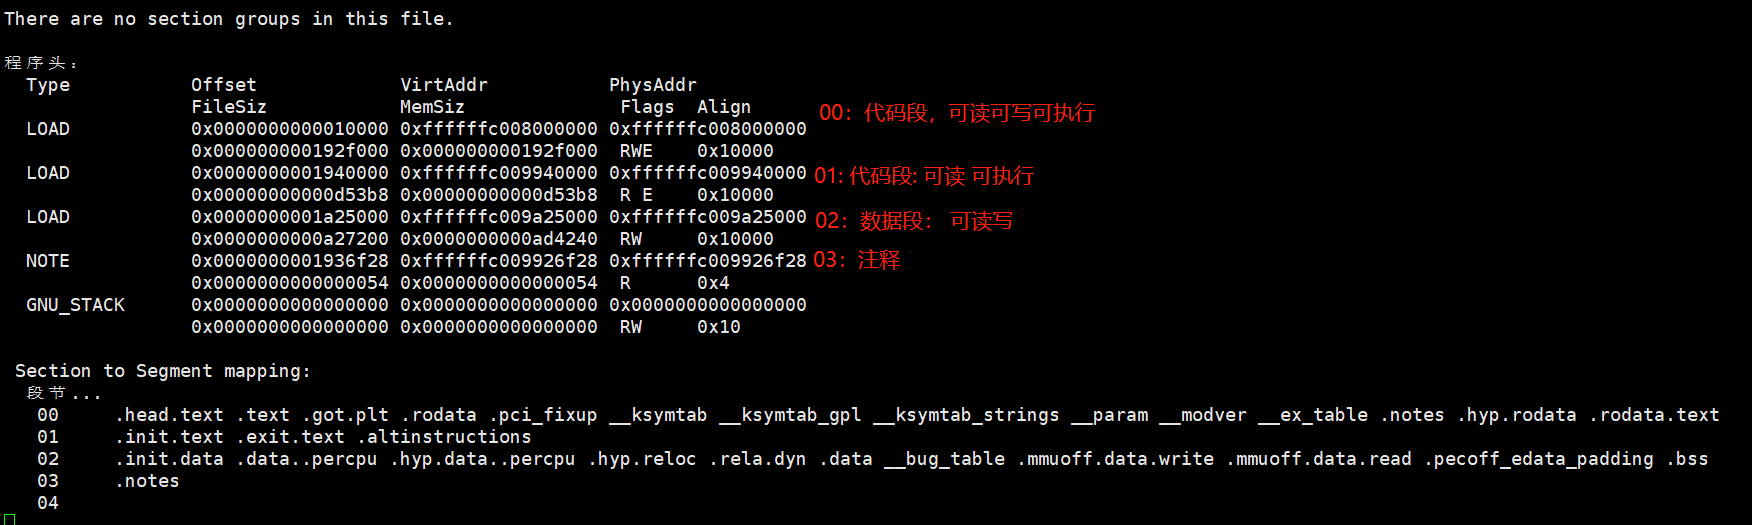 There are no section groups in this file.
程序头：
Type Offset VirtAddr PhysAddr
FileSiz MemSiz Flags Align
00：代码段，可读可写可执行
LOAD 0x0000000000010000 0xffffffc008000000 0xffffffc008000000
0x000000000192f000 0x000000000192f000 RWE 0x10000
LOAD 0x0000000001940000 0xffffffc009940000 0xffffffc009940000
01: 代码段: 可读 可执行
0x00000000000d53b8 0x00000000000d53b8 R E 0x10000
LOAD 0x0000000001a25000 0xffffffc009a25000 0xffffffc009a25000
02：数据段： 可读写
0x0000000000a27200 0x0000000000ad4240 RW 0x10000
NOTE 0x0000000001936f28 0xffffffc009926f28 0xffffffc009926f28
03：注释
0x0000000000000054 0x0000000000000054 R 0x4
GNU_STACK 0x0000000000000000 0x0000000000000000 0x0000000000000000
0x0000000000000000 0x0000000000000000 RW 0x10
Section to Segment mapping:
段节...
00 .head.text .text .got.plt .rodata .pci_fixup __ksymtab __ksymtab_gpl __ksymtab_strings __param __modver __ex_table .notes .hyp.rodata .rodata.text
01 .init.text .exit.text .altinstructions
02 .init.data .data..percpu .hyp.data..percpu .hyp.reloc .rela.dyn .data __bug_table .mmuoff.data.write .mmuoff.data.read .pecoff_edata_padding .bss
03 .notes
04